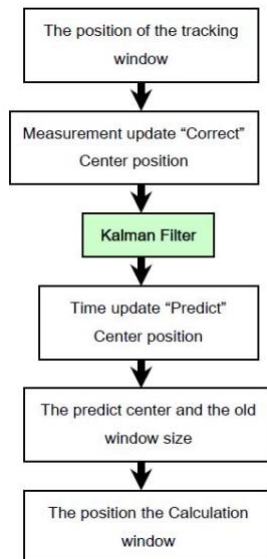 The position of the tracking
window
Measurement update “Correct”
Center position
Kalman Filter
Time update “Predict”
Center position
The predict center and the old
window size
The position the Calculation
window